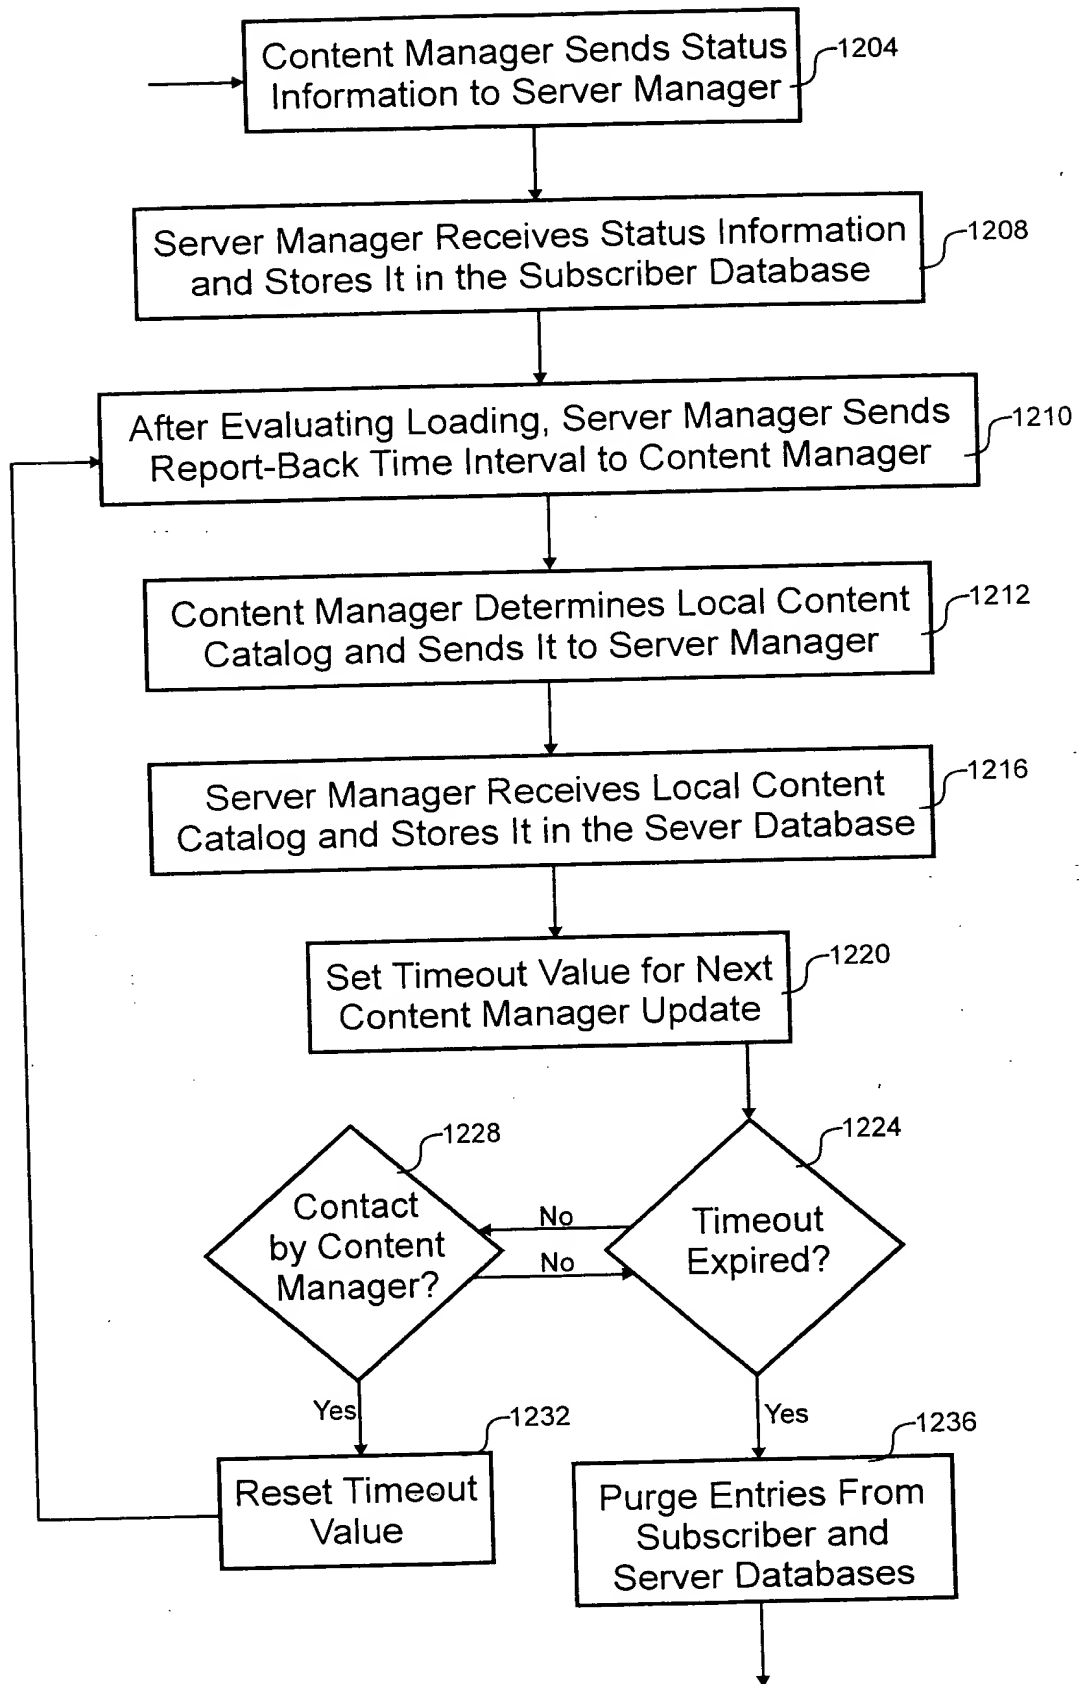 Content Manager Sends Status
Information to Server Manager
1204
Server Manager Receives Status Information
and Stores It in the Subscriber Database
1208
After Evaluating Loading, Server Manager Sends
Report-Back Time Interval to Content Manager
1210
Content Manager Determines Local Content
Catalog and Sends It to Server Manager
1212
Server Manager Receives Local Content
Catalog and Stores It in the Sever Database
1216
Set Timeout Value for Next
Content Manager Update
1220
1228
Contact
by Content
Manager?
No
No
1224
Timeout
Expired?
Yes
1232
Reset Timeout
Value
Yes
1236
Purge Entries From
Subscriber and
Server Databases